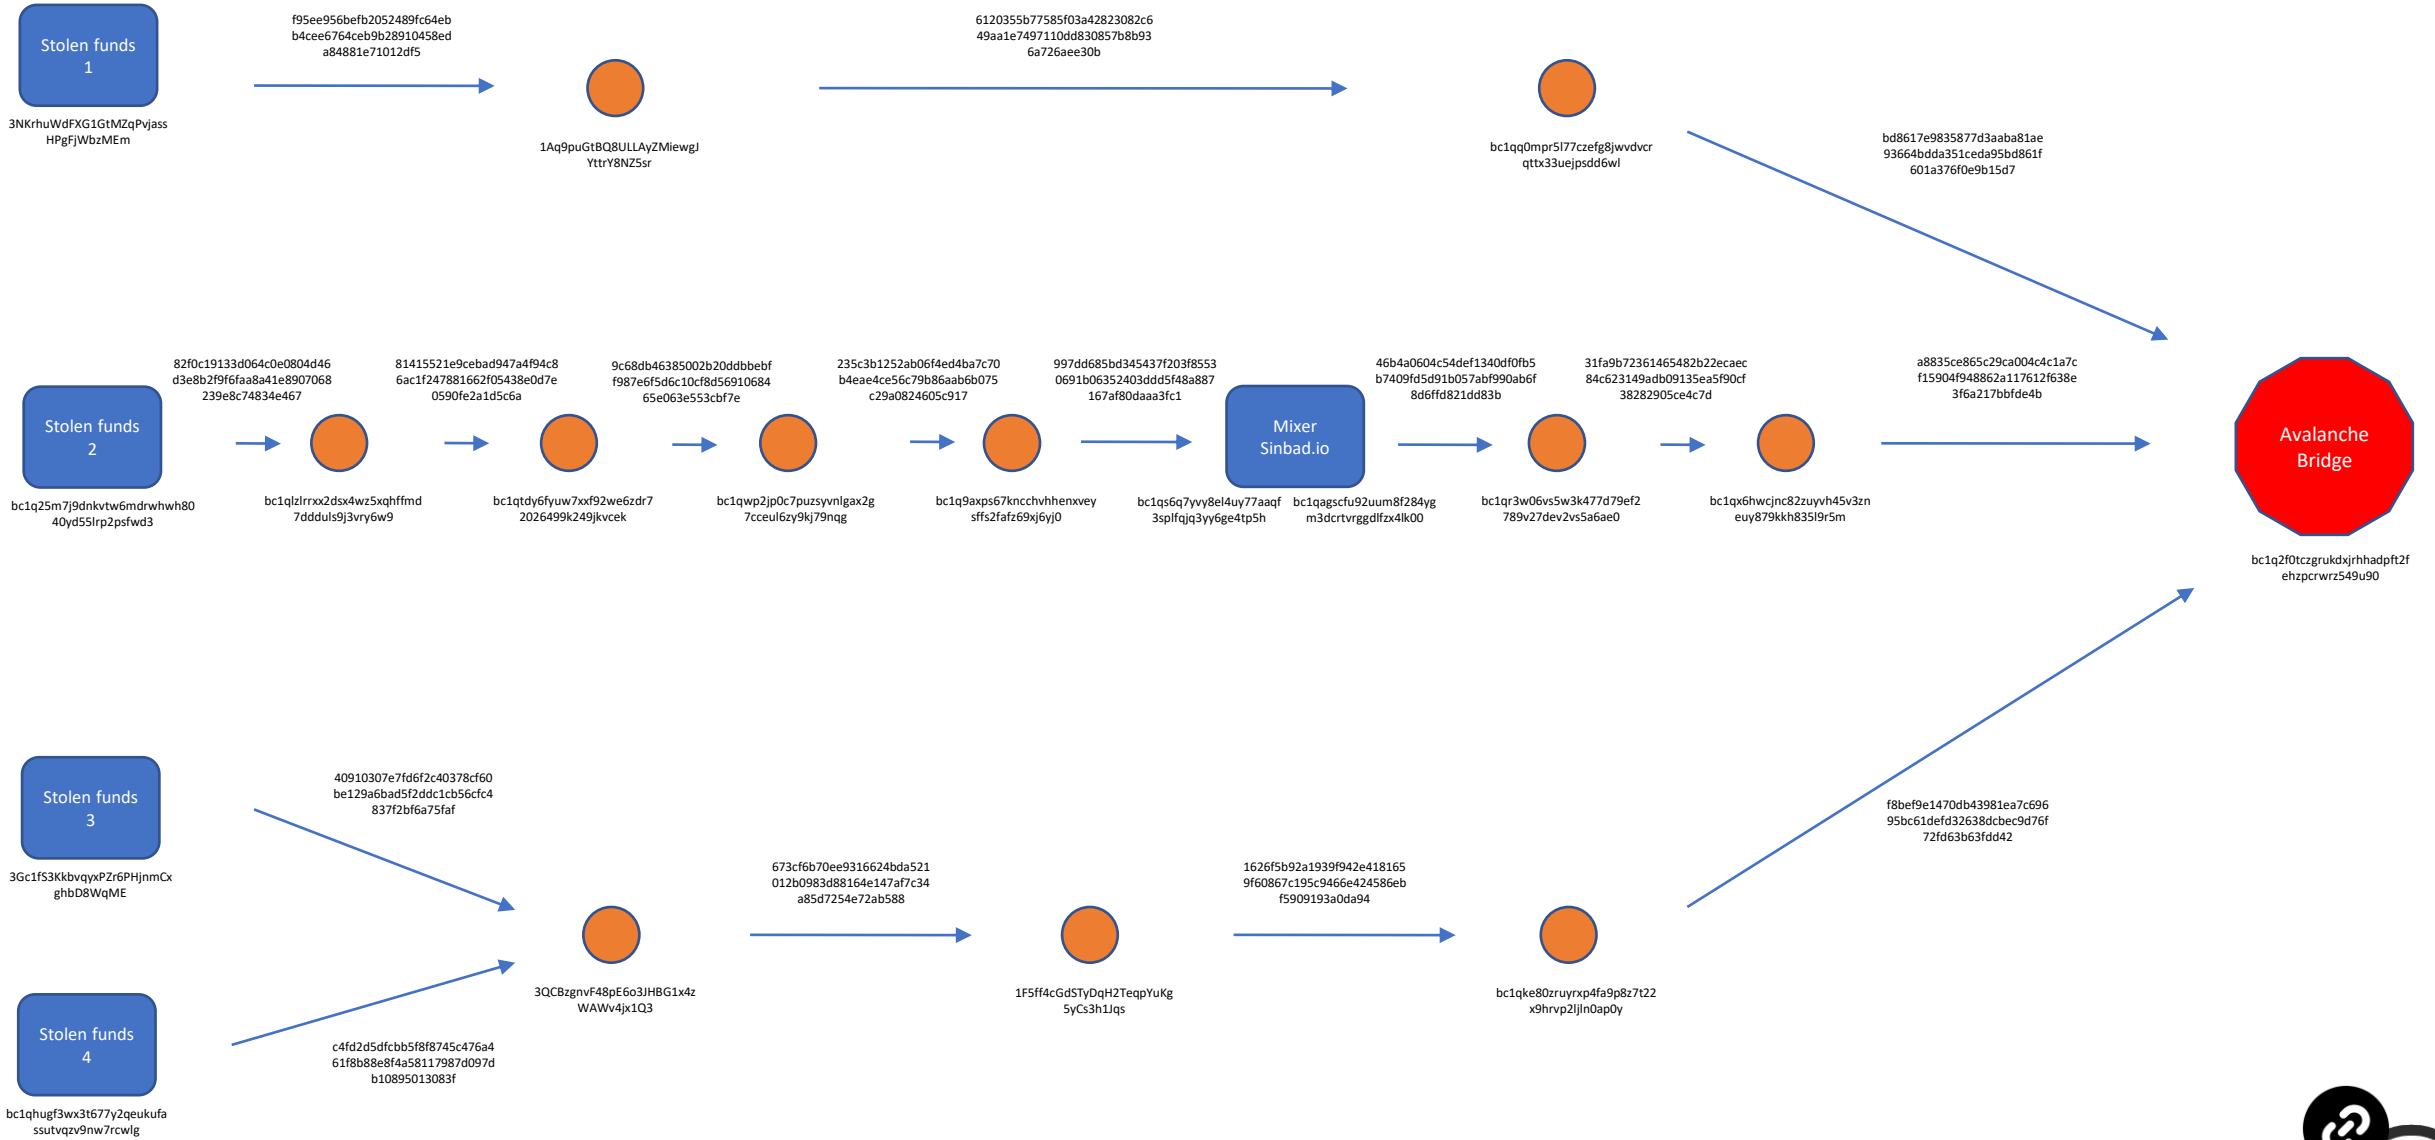 Stolen funds
1
3NKrhuWdFXG1GtMZqPvjass
HPgFjWbzMEm
f95ee956befb2052489fc64eb
b4cee6764ceb9b28910458ed
a84881e71012df5
1Aq9puGtBQ8ULLAyZMiewgJ
YttrY8NZ5sr
6120355b77585f03a42823082c6
49aa1e7497110dd830857b8b93
6a726aee30b
bc1qq0mpr5l77czefg8jwvdvcr
qttx33uejpsdd6wl
bd8617e9835877d3aaba81ae
93664bdda351ceda95bd861f
601a376f0e9b15d7
Stolen funds
2
bc1q25m7j9dnkvtw6mdrwhwh80
40yd55lrp2psfwd3
82f0c19133d064c0e0804d46
d3e8b2f9f6faa8a41e8907068
239e8c74834e467
bc1qlzlrrxx2dsx4wz5xqhffmd
7ddduls9j3vry6w9
81415521e9cebad947a4f94c8
6ac1f247881662f05438e0d7e
0590fe2a1d5c6a
bc1qtdy6fyuw7xxf92we6zdr7
2026499k249jkvcek
9c68db46385002b20ddbbebf
f987e6f5d6c10cf8d56910684
65e063e553cbf7e
bc1qwp2jp0c7puzsyvnlgax2g
7cceul6zy9kj79nqg
235c3b1252ab06f4ed4ba7c70
b4eae4ce56c79b86aab6b075
c29a0824605c917
bc1q9axps67kncchvhhenxvey
sffs2fafz69xj6yj0
997dd685bd345437f203f8553
0691b06352403ddd5f48a887
167af80daaa3fc1
Mixer
Sinbad.io
bc1qs6q7yvy8el4uy77aaqf
3splfqjq3yy6ge4tp5h
bc1qagscfu92uum8f284yg
m3dcrtvrggdlfzx4lk00
46b4a0604c54def1340df0fb5
b7409fd5d91b057abf990ab6f
8d6ffd821dd83b
bc1qr3w06vs5w3k477d79ef2
789v27dev2vs5a6ae0
31fa9b72361465482b22ecaec
84c623149adb09135ea5f90cf
38282905ce4c7d
bc1qx6hwcjnc82zuyvh45v3zn
euy879kkh835l9r5m
a8835ce865c29ca004c4c1a7c
f15904f948862a117612f638e
3f6a217bbfde4b
Avalanche
Bridge
bc1q2f0tczgrukdxjrhhadpft2f
ehzpcrwrz549u90
Stolen funds
3
3Gc1fS3KkbvqyxPZr6PHjnmCx
ghbD8WqME
40910307e7fd6f2c40378cf60
be129a6bad5f2ddc1cb56cfc4
837f2bf6a75faf
Stolen funds
4
bc1qhugf3wx3t677y2qeukufa
ssutvqzv9nw7rcwlg
c4fd2d5dfcbb5f8f8745c476a4
61f8b88e8f4a58117987d097d
b10895013083f
3QCBzgnvF48pE6o3JHBG1x4z
WAWv4jx1Q3
673cf6b70ee9316624bda521
012b0983d88164e147af7c34
a85d7254e72ab588
1F5ff4cGdSTyDqH2TeqpYuKg
5yCs3h1Jqs
1626f5b92a1939f942e418165
9f60867c195c9466e424586eb
f5909193a0da94
bc1qke80zruyrxp4fa9p8z7t22
x9hrvp2ljln0ap0y
f8bef9e1470db43981ea7c696
95bc61defd32638dcbec9d76f
72fd63b63fdd42